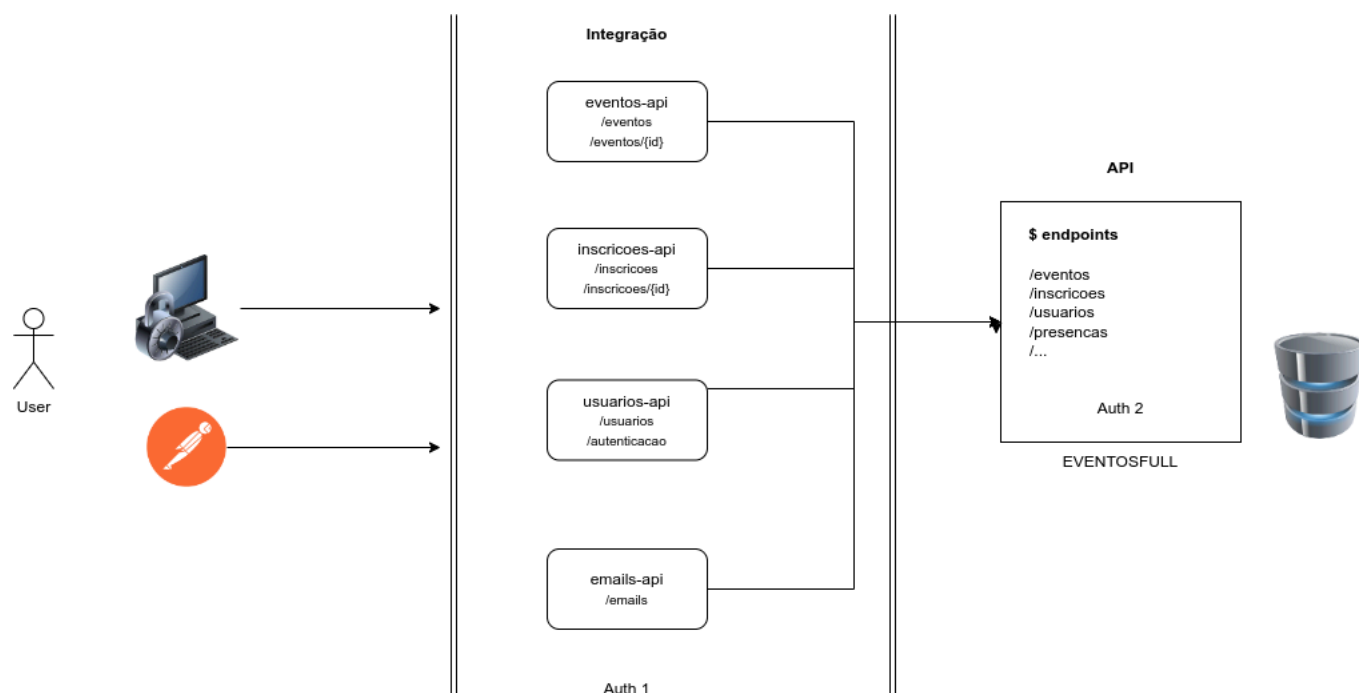 Integração
eventos-api
/eventos
/eventos/{id}
inscricoes-api
/inscricoes
/inscricoes/{id}
usuarios-api
/usuarios
/autenticacao
emails-api
/emails
Auth 1
User
API
$ endpoints
/eventos
/inscricoes
/usuarios
/presencas
/...
Auth 2
EVENTOSFULL